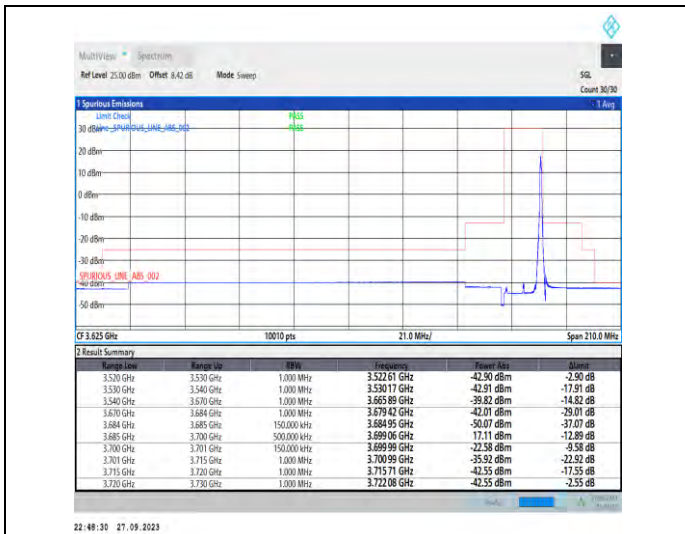 MultiView Spectrum
Ref Level 25.00 dBm Offset 8.42 dB Mode Sweep SGL
Count 30/30
1 Spurious Emissions 1 Avg
Limit Check PASS
30 dBm Line _SPURIOUS_LINE_ABS_002 PASS
20 dBm
10 dBm
0 dBm
-10 dBm
-20 dBm
-30 dBm
_SPURIOUS_LINE_ABS_002
-40 dBm
-50 dBm
CF 3.625 GHz 10010 pts 21.0 MHz/ Span 210.0 MHz
2 Result Summary
Range Low Range Up RBW Frequency Power Abs ΔLimit
3.520 GHz 3.530 GHz 1.000 MHz 3.522 61 GHz -42.90 dBm -2.90 dB
3.530 GHz 3.540 GHz 1.000 MHz 3.530 17 GHz -42.91 dBm -17.91 dB
3.540 GHz 3.670 GHz 1.000 MHz 3.665 89 GHz -39.82 dBm -14.82 dB
3.670 GHz 3.684 GHz 1.000 MHz 3.679 42 GHz -42.01 dBm -29.01 dB
3.684 GHz 3.685 GHz 150.000 kHz 3.684 95 GHz -50.07 dBm -37.07 dB
3.685 GHz 3.700 GHz 500.000 kHz 3.699 06 GHz 17.11 dBm -12.89 dB
3.700 GHz 3.701 GHz 150.000 kHz 3.699 99 GHz -22.58 dBm -9.58 dB
3.701 GHz 3.715 GHz 1.000 MHz 3.700 99 GHz -35.92 dBm -22.92 dB
3.715 GHz 3.720 GHz 1.000 MHz 3.715 71 GHz -42.55 dBm -17.55 dB
3.720 GHz 3.730 GHz 1.000 MHz 3.722 08 GHz -42.55 dBm -2.55 dB
22:48:30 27.09.2023